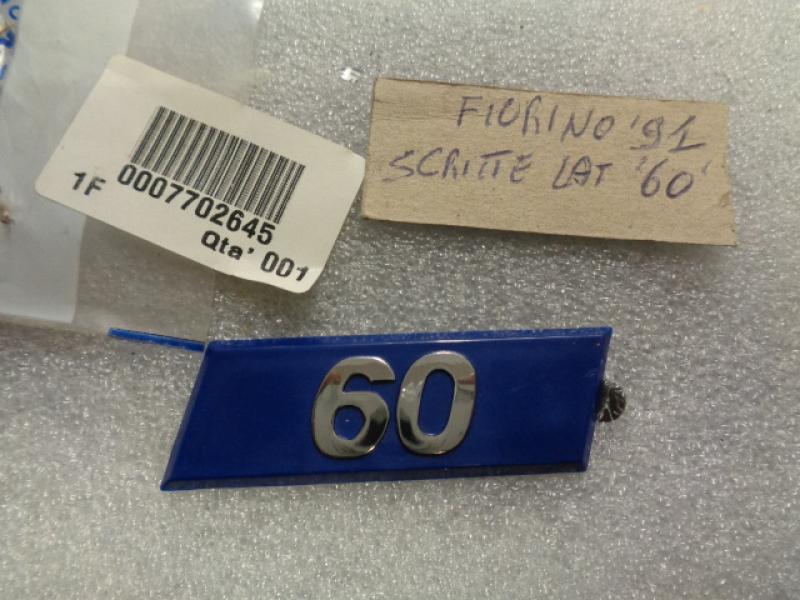 1F 0007702645
Qta' 001
FIORINO '91
SCRITTE LAT '60'
60